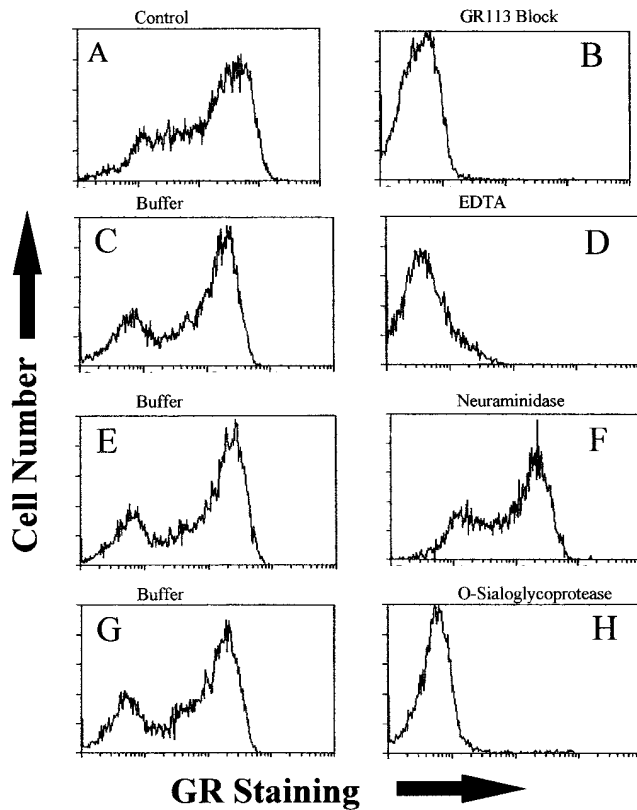 Control
GR113 Block
A
B
Buffer
EDTA
C
D
Buffer
Neuraminidase
E
F
Buffer
O-Sialoglycoprotease
G
H
Cell Number
GR Staining